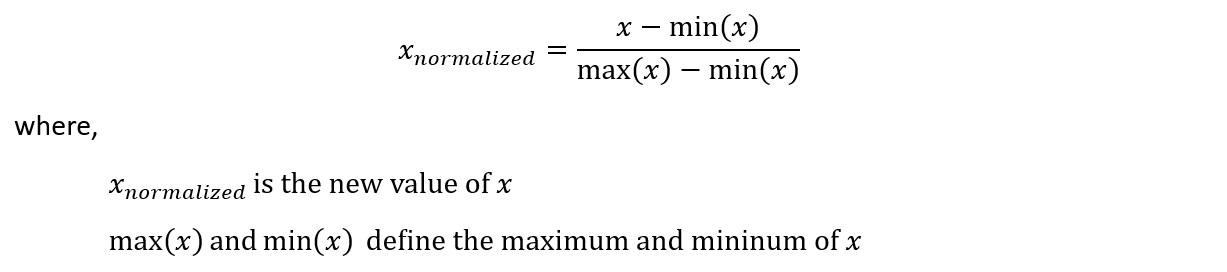 x_normalized = (x − min(x)) / (max(x) − min(x))
where,
x_normalized is the new value of x
max(x) and min(x) define the maximum and mininum of x